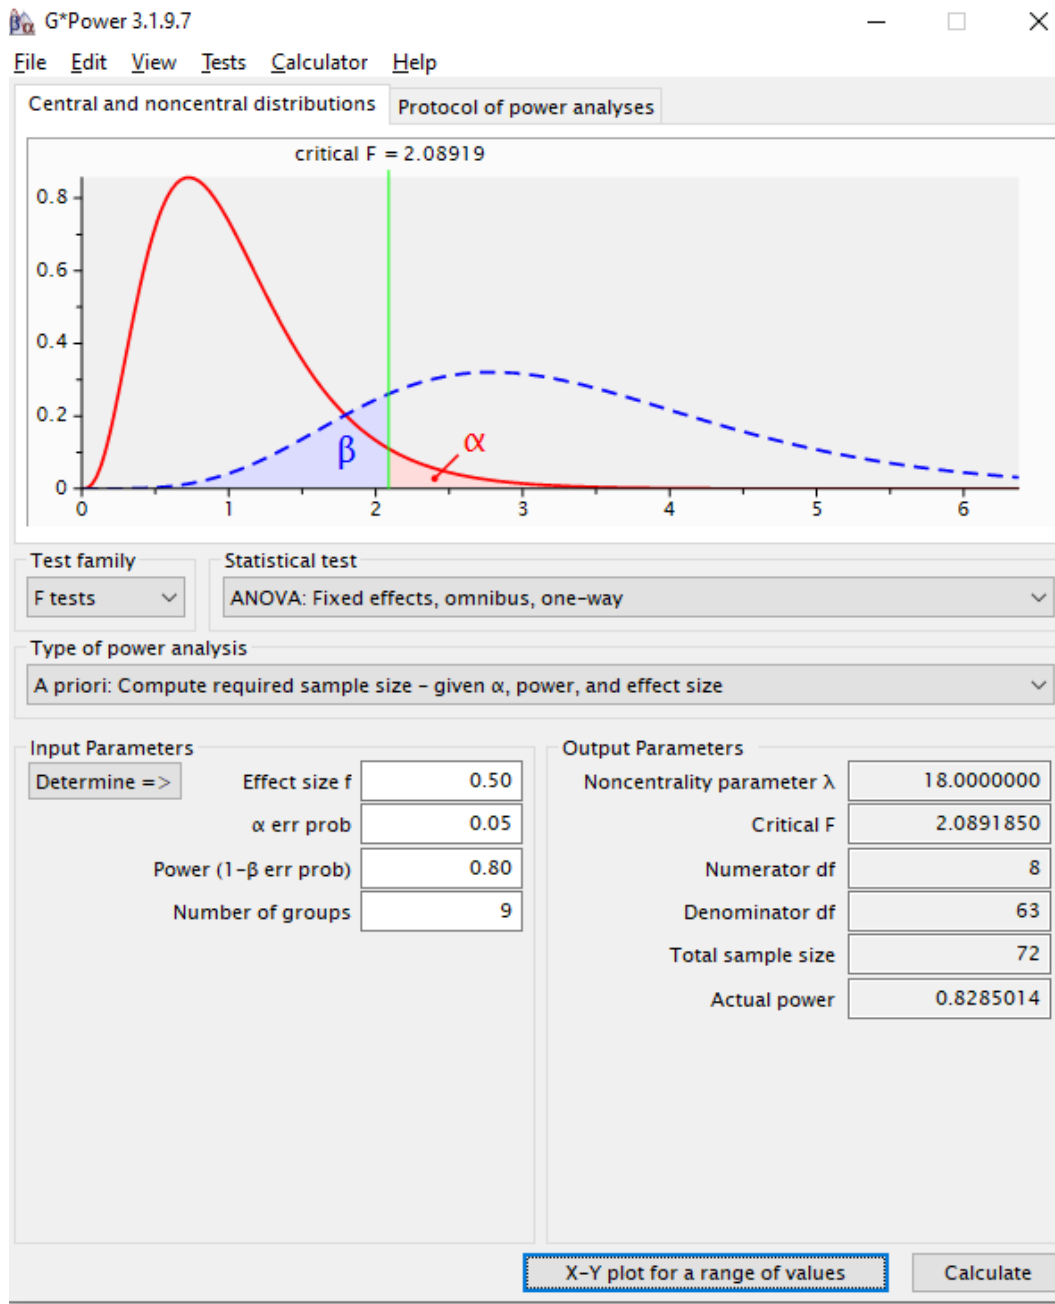 G*Power 3.1.9.7
File Edit View Tests Calculator Help
Central and noncentral distributions Protocol of power analyses
critical F = 2.08919
0.8
0.6
0.4
0.2
0
β
α
0 1 2 3 4 5 6
Test family Statistical test
F tests ANOVA: Fixed effects, omnibus, one-way
Type of power analysis
A priori: Compute required sample size - given α, power, and effect size
Input Parameters Output Parameters
Determine => Effect size f 0.50 Noncentrality parameter λ 18.0000000
α err prob 0.05 Critical F 2.0891850
Power (1-β err prob) 0.80 Numerator df 8
Number of groups 9 Denominator df 63
Total sample size 72
Actual power 0.8285014
X-Y plot for a range of values Calculate